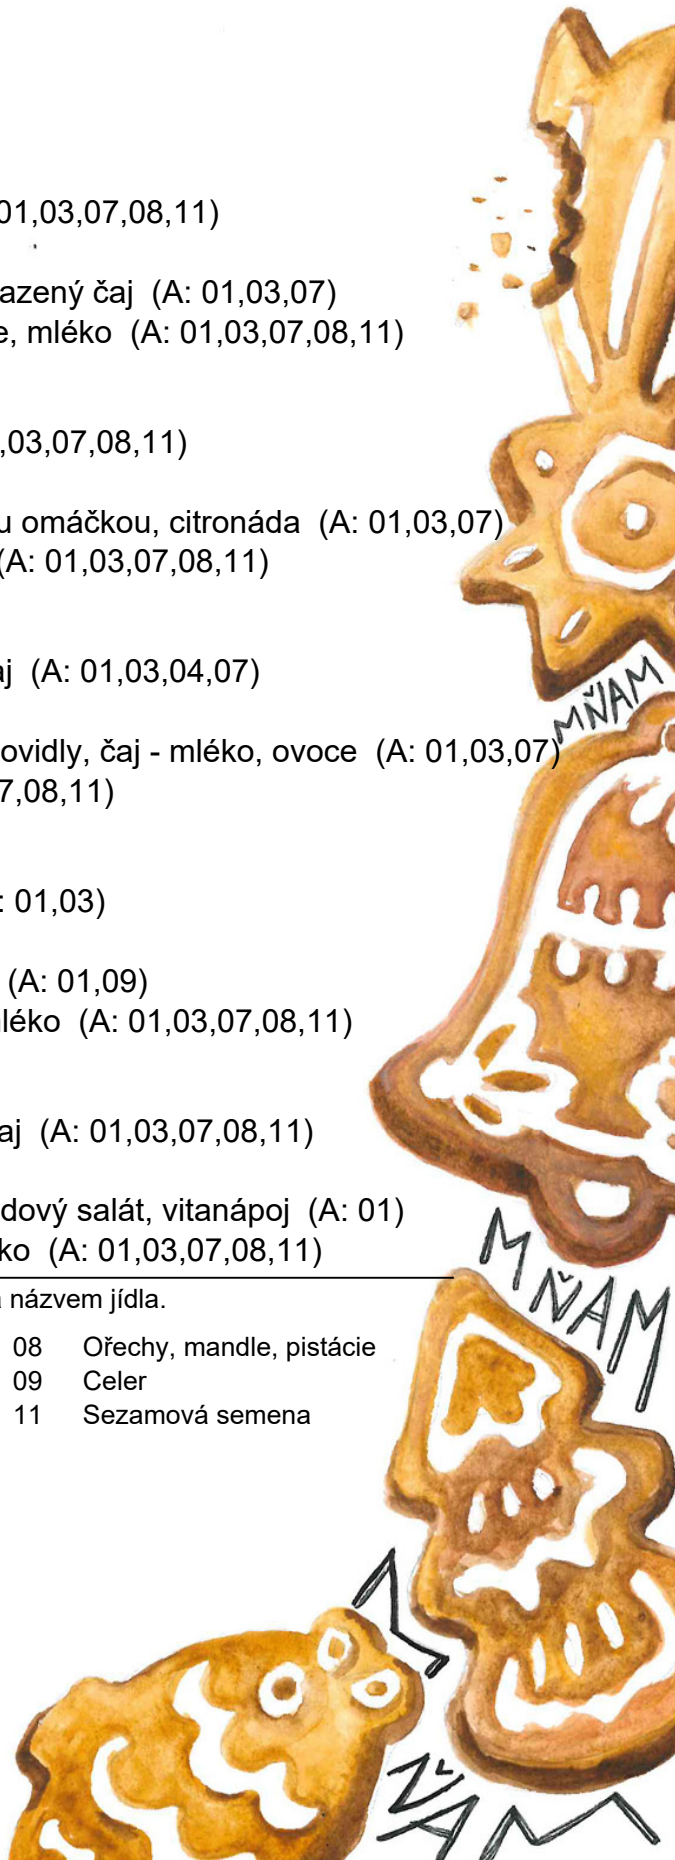 01,03,07,08,11)
azený čaj (A: 01,03,07)
e, mléko (A: 01,03,07,08,11)
,03,07,08,11)
u omáčkou, citronáda (A: 01,03,07)
(A: 01,03,07,08,11)
aj (A: 01,03,04,07)
MŇAM
ovidly, čaj - mléko, ovoce (A: 01,03,07)
7,08,11)
: 01,03)
(A: 01,09)
mléko (A: 01,03,07,08,11)
aj (A: 01,03,07,08,11)
dový salát, vitanápoj (A: 01)
ko (A: 01,03,07,08,11)
MŇAM
a názvem jídla.
08 Ořechy, mandle, pistácie
09 Celer
11 Sezamová semena
MŇAM